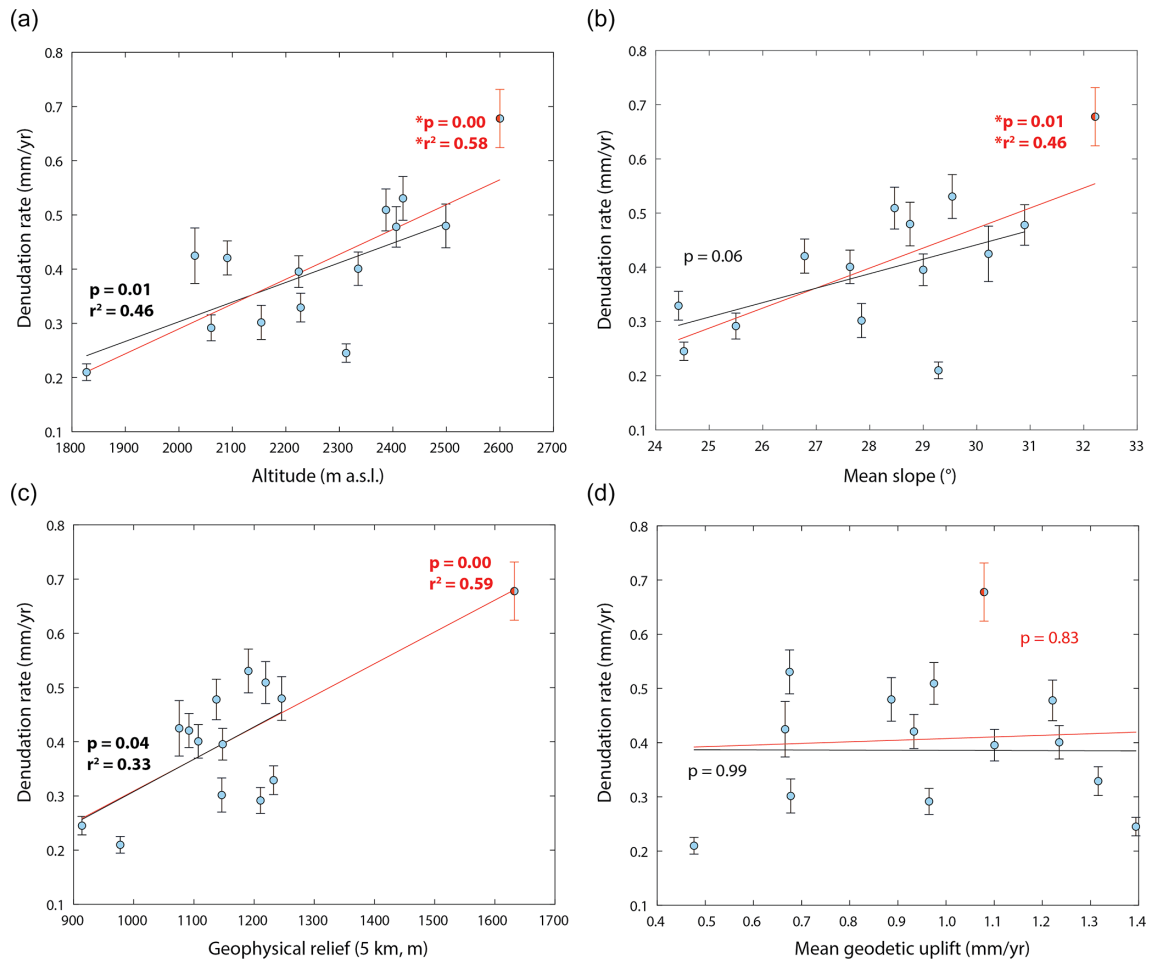 (a)
0.8
0.7
0.6
0.5
0.4
0.3
0.2
0.1
Denudation rate (mm/yr)
*p = 0.00
*r² = 0.58
p = 0.01
r² = 0.46
1800 1900 2000 2100 2200 2300 2400 2500 2600 2700
Altitude (m a.s.l.)
(b)
0.8
0.7
0.6
0.5
0.4
0.3
0.2
0.1
Denudation rate (mm/yr)
*p = 0.01
*r² = 0.46
p = 0.06
24 25 26 27 28 29 30 31 32 33
Mean slope (°)
(c)
0.8
0.7
0.6
0.5
0.4
0.3
0.2
0.1
Denudation rate (mm/yr)
p = 0.00
r² = 0.59
p = 0.04
r² = 0.33
900 1000 1100 1200 1300 1400 1500 1600 1700
Geophysical relief (5 km, m)
(d)
0.8
0.7
0.6
0.5
0.4
0.3
0.2
0.1
Denudation rate (mm/yr)
p = 0.83
p = 0.99
0.4 0.5 0.6 0.7 0.8 0.9 1.0 1.1 1.2 1.3 1.4
Mean geodetic uplift (mm/yr)